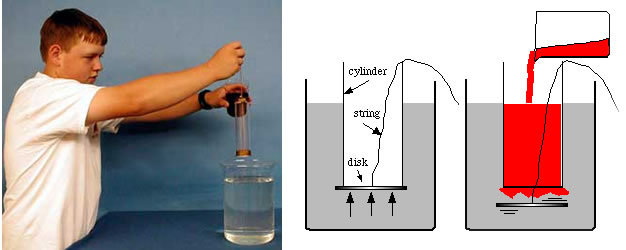 cylinder
string
disk